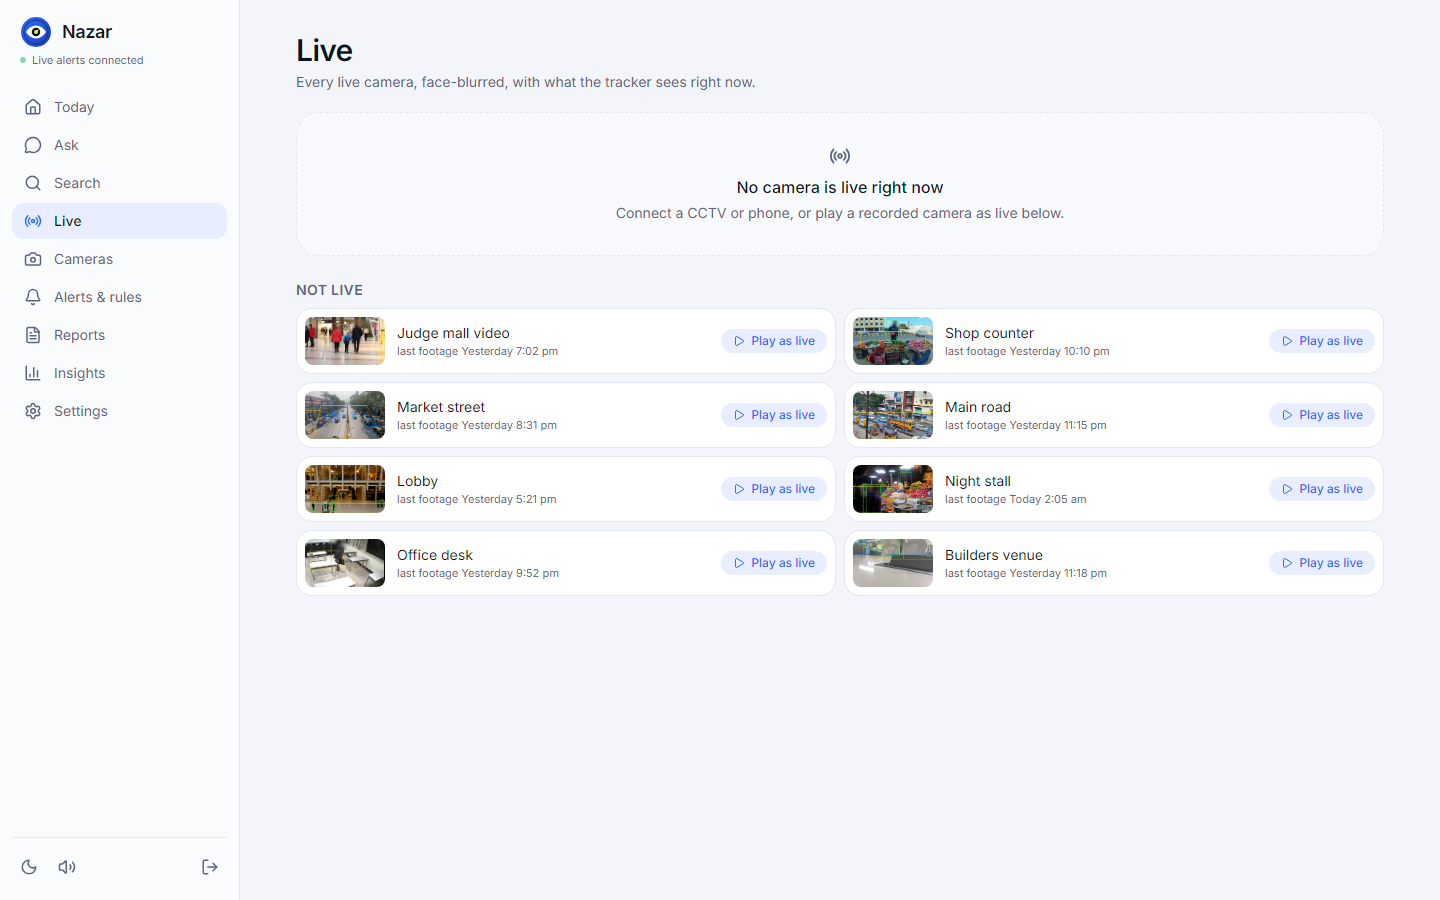 Nazar
Live alerts connected
Today
Ask
Search
Live
Cameras
Alerts & rules
Reports
Insights
Settings
Live
Every live camera, face-blurred, with what the tracker sees right now.
No camera is live right now
Connect a CCTV or phone, or play a recorded camera as live below.
NOT LIVE
Judge mall video
last footage Yesterday 7:02 pm
Play as live
Shop counter
last footage Yesterday 10:10 pm
Play as live
Market street
last footage Yesterday 8:31 pm
Play as live
Main road
last footage Yesterday 11:15 pm
Play as live
Lobby
last footage Yesterday 5:21 pm
Play as live
Night stall
last footage Today 2:05 am
Play as live
Office desk
last footage Yesterday 9:52 pm
Play as live
Builders venue
last footage Yesterday 11:18 pm
Play as live